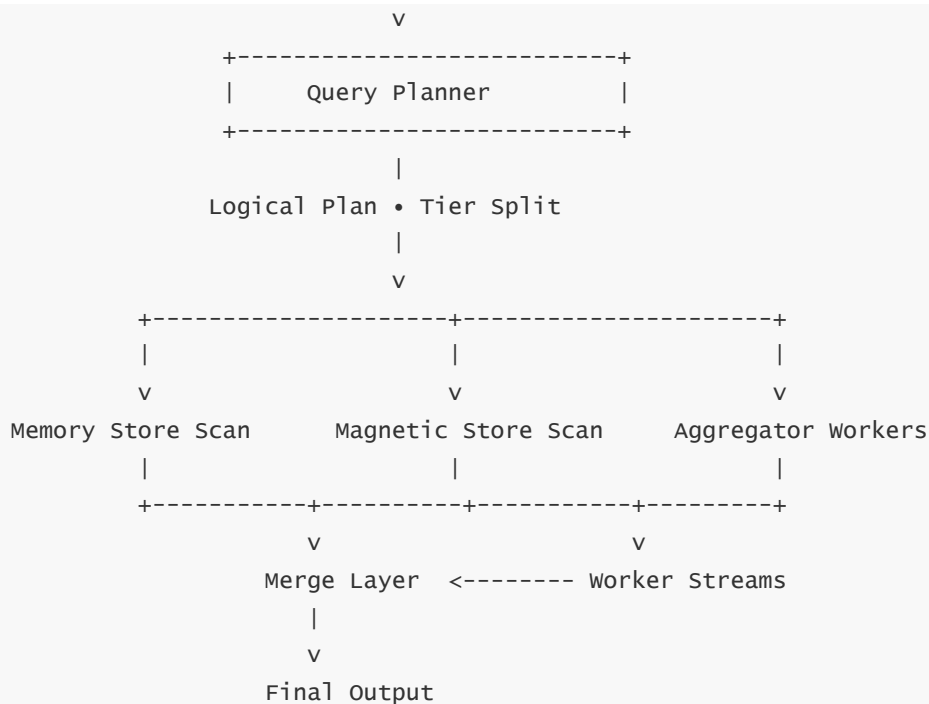 v
+---------------------------+
|     Query Planner         |
+---------------------------+
|
Logical Plan • Tier Split
|
v
+---------------------+----------------------+
|                     |                      |
v                     v                      v
Memory Store Scan      Magnetic Store Scan     Aggregator Workers
|                     |                      |
+-----------+----------+-----------+---------+
v                      v
Merge Layer  <-------- Worker Streams
|
v
Final Output